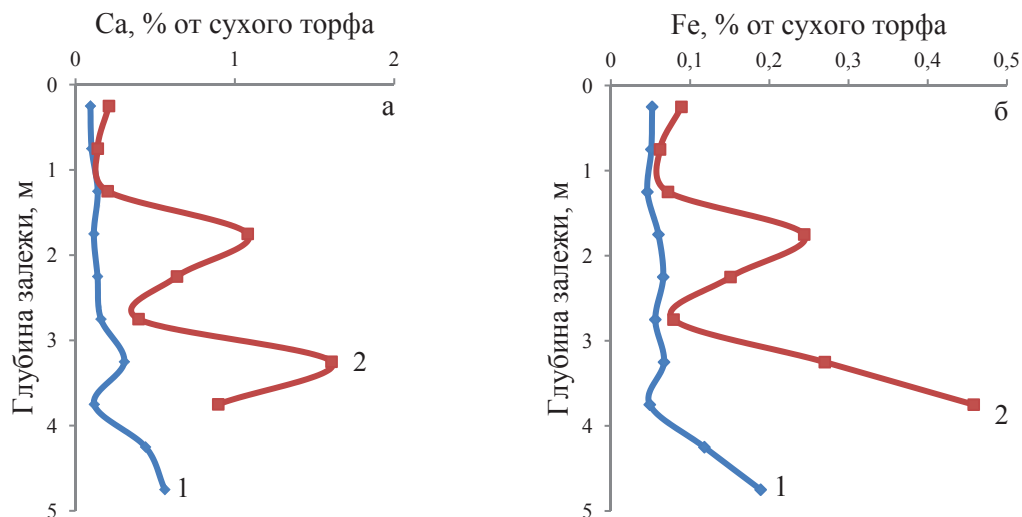 Ca, % от сухого торфа
0 1 2
0
а
1
2
3
4
5
Глубина залежи, м
2
1
Fe, % от сухого торфа
0 0,1 0,2 0,3 0,4 0,5
0
б
1
2
3
4
5
Глубина залежи, м
2
1